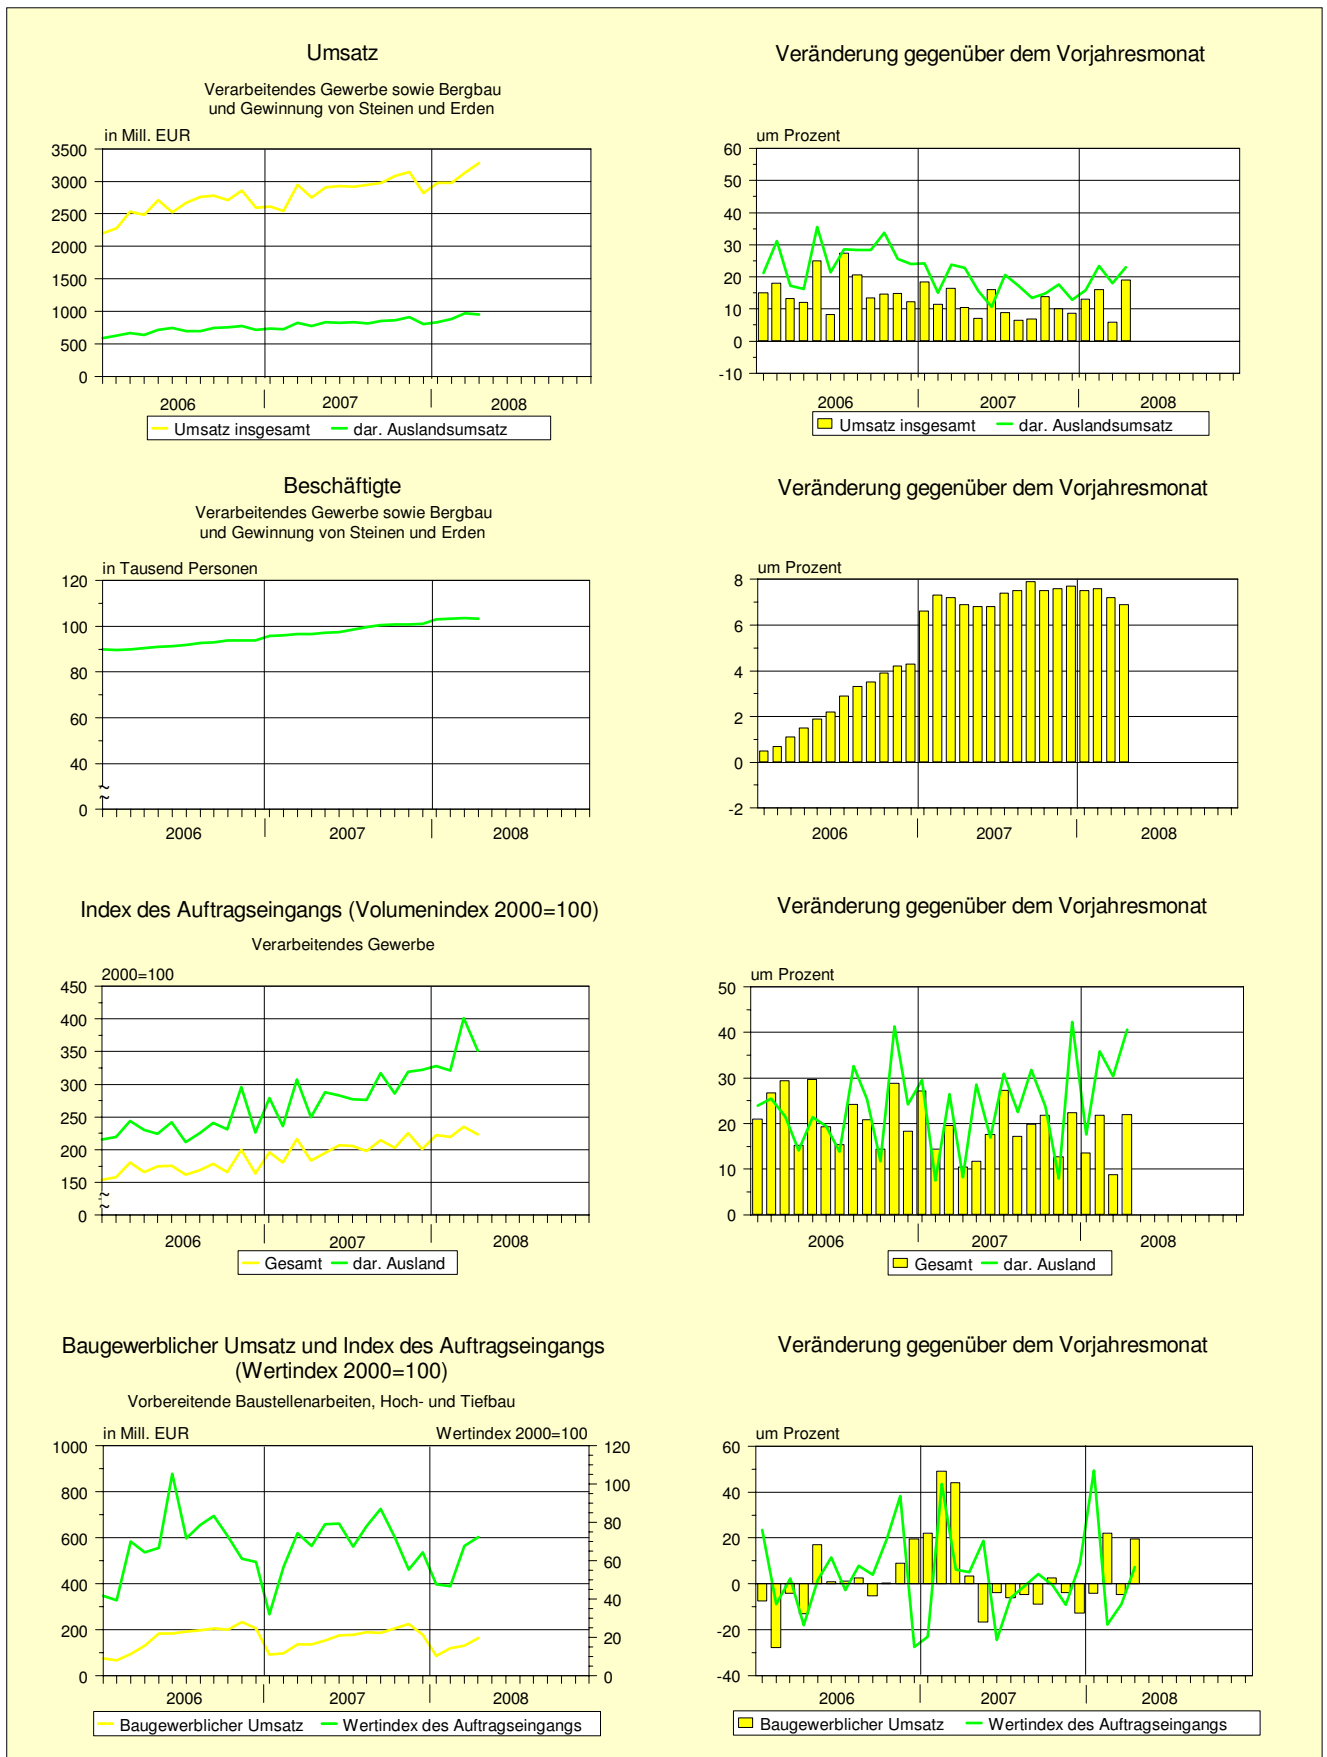 Umsatz
Verarbeitendes Gewerbe sowie Bergbau
und Gewinnung von Steinen und Erden
in Mill. EUR
3500
3000
2500
2000
1500
1000
500
0
2006 2007 2008
Umsatz insgesamt dar. Auslandsumsatz
Veränderung gegenüber dem Vorjahresmonat
um Prozent
60
50
40
30
20
10
0
-10
2006 2007 2008
Umsatz insgesamt dar. Auslandsumsatz
Beschäftigte
Verarbeitendes Gewerbe sowie Bergbau
und Gewinnung von Steinen und Erden
in Tausend Personen
120
100
80
60
40
0
2006 2007 2008
Veränderung gegenüber dem Vorjahresmonat
um Prozent
8
6
4
2
0
-2
2006 2007 2008
Index des Auftragseingangs (Volumenindex 2000=100)
Verarbeitendes Gewerbe
2000=100
450
400
350
300
250
200
150
0
2006 2007 2008
Gesamt dar. Ausland
Veränderung gegenüber dem Vorjahresmonat
um Prozent
50
40
30
20
10
0
2006 2007 2008
Gesamt dar. Ausland
Baugewerblicher Umsatz und Index des Auftragseingangs
(Wertindex 2000=100)
Vorbereitende Baustellenarbeiten, Hoch- und Tiefbau
in Mill. EUR Wertindex 2000=100
1000
800
600
400
200
0
120
100
80
60
40
20
0
2006 2007 2008
Baugewerblicher Umsatz Wertindex des Auftragseingangs
Veränderung gegenüber dem Vorjahresmonat
um Prozent
60
40
20
0
-20
-40
2006 2007 2008
Baugewerblicher Umsatz Wertindex des Auftragseingangs